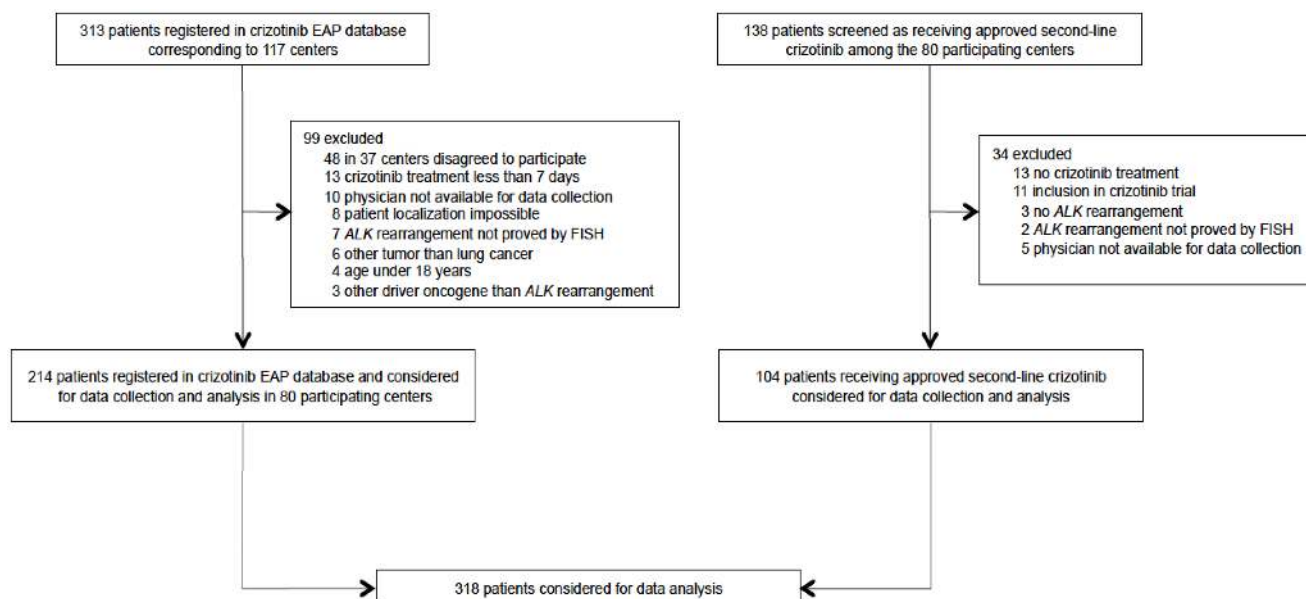 313 patients registered in crizotinib EAP database
corresponding to 117 centers
138 patients screened as receiving approved second-line
crizotinib among the 80 participating centers
99 excluded
48 in 37 centers disagreed to participate
13 crizotinib treatment less than 7 days
10 physician not available for data collection
8 patient localization impossible
7 ALK rearrangement not proved by FISH
6 other tumor than lung cancer
4 age under 18 years
3 other driver oncogene than ALK rearrangement
34 excluded
13 no crizotinib treatment
11 inclusion in crizotinib trial
3 no ALK rearrangement
2 ALK rearrangement not proved by FISH
5 physician not available for data collection
214 patients registered in crizotinib EAP database and considered
for data collection and analysis in 80 participating centers
104 patients receiving approved second-line crizotinib
considered for data collection and analysis
318 patients considered for data analysis